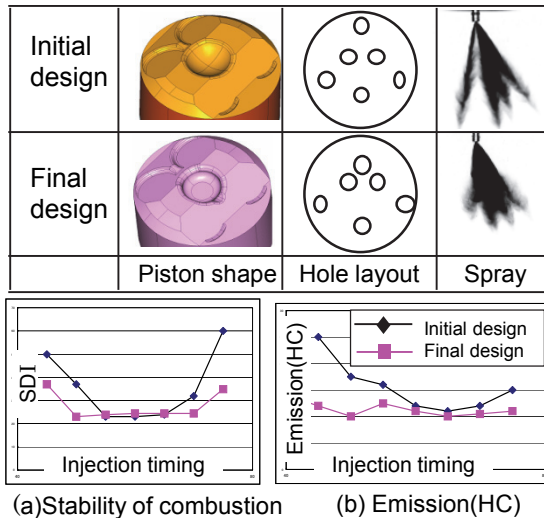 Initial
design
Final
design
Piston shape
Hole layout
Spray
SDI
Injection timing
(a)Stability of combustion
Initial design
Final design
Emission(HC)
Injection timing
(b) Emission(HC)